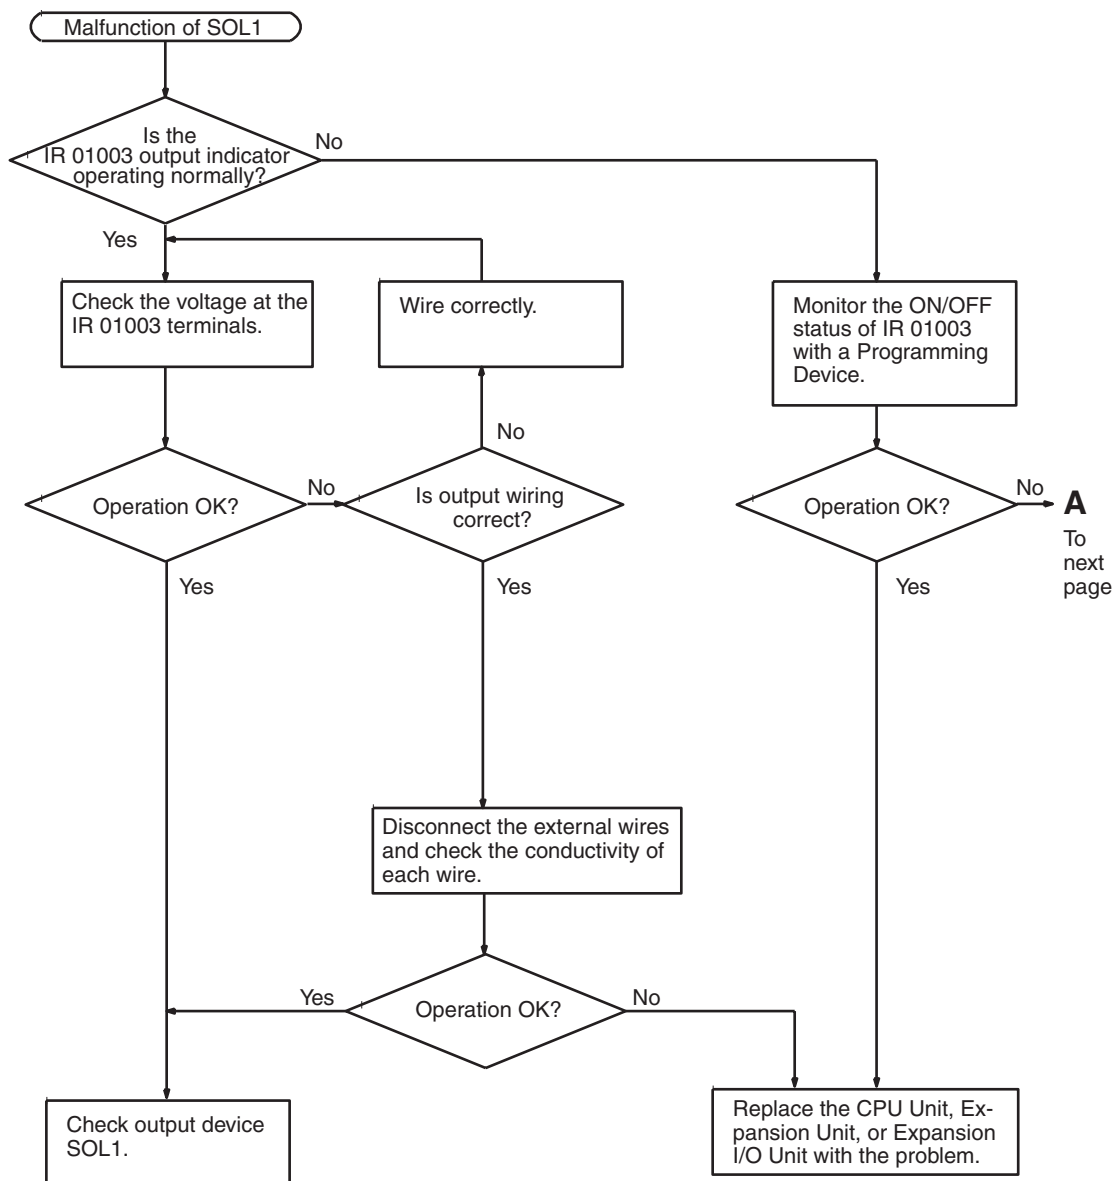 Malfunction of SOL1
Is the
IR 01003 output indicator
operating normally?
No
Yes
Check the voltage at the
IR 01003 terminals.
Wire correctly.
Monitor the ON/OFF
status of IR 01003
with a Programming
Device.
No
Operation OK?
No
Is output wiring
correct?
Operation OK?
No
A
To
next
page
Yes
Yes
Yes
Disconnect the external wires
and check the conductivity of
each wire.
Yes
Operation OK?
No
Check output device
SOL1.
Replace the CPU Unit, Ex-
pansion Unit, or Expansion
I/O Unit with the problem.